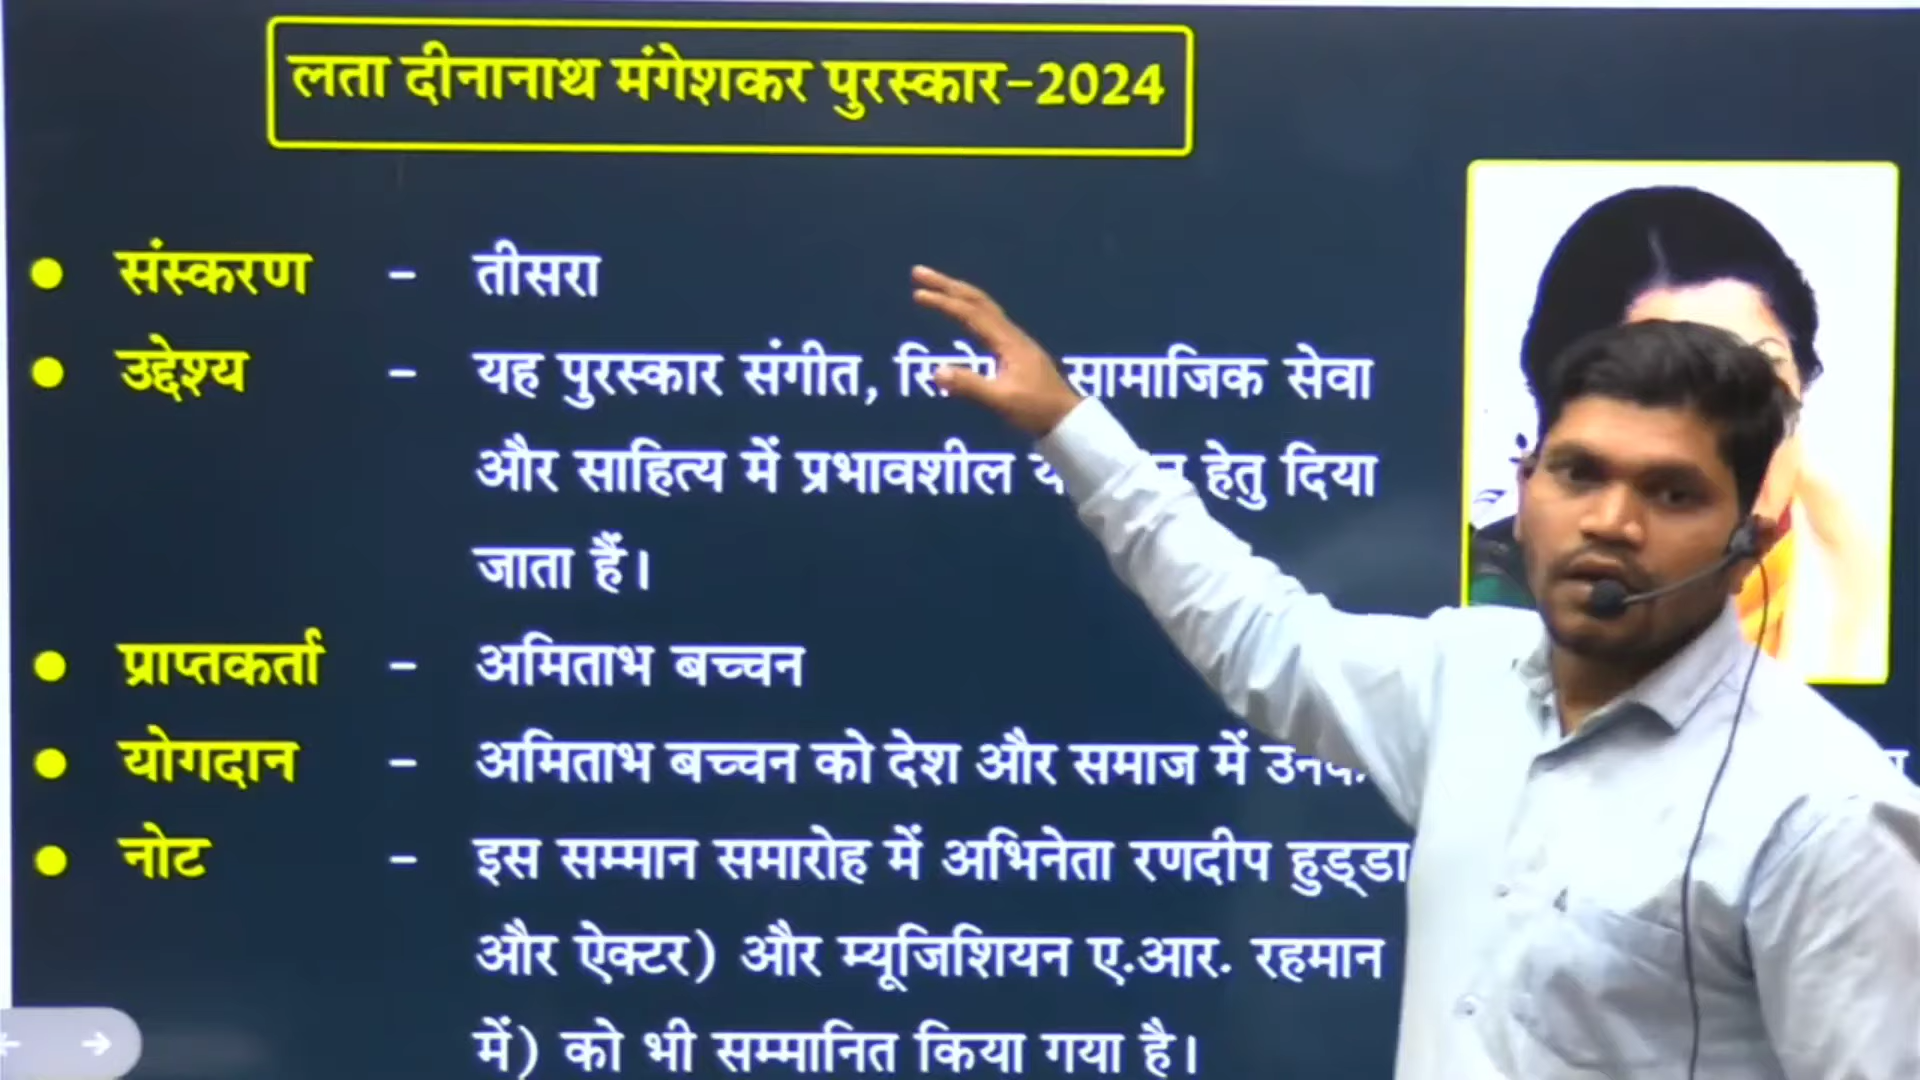 लता दीनानाथ मंगेशकर पुरस्कार-2024
संस्करण - तीसरा
उद्देश्य - यह पुरस्कार संगीत, सामाजिक सेवा
और साहित्य में प्रभावशील हेतु दिया
जाता हैं।
प्राप्तकर्ता - अमिताभ बच्चन
योगदान - अमिताभ बच्चन को देश और समाज में
नोट - इस सम्मान समारोह में अभिनेता रणदीप हुड्डा
और ऐक्टर) और म्यूजिशियन ए.आर. रहमान
में) को भी सम्मानित किया गया है।